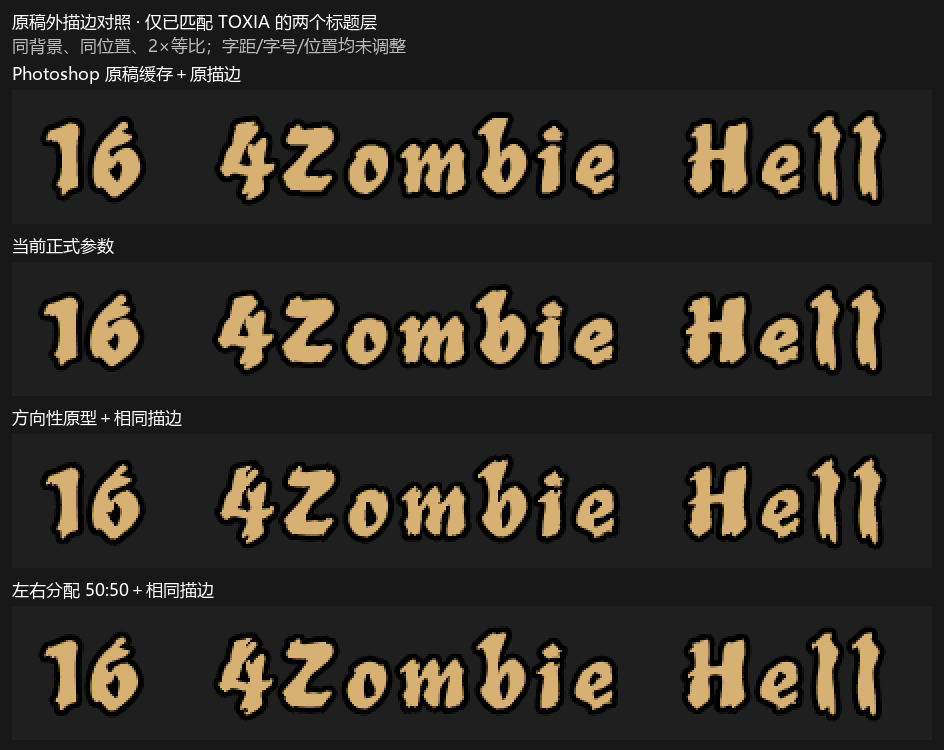 原稿外描边对照 · 仅已匹配 TOXIA 的两个标题层
同背景、同位置、2×等比；字距/字号/位置均未调整
Photoshop 原稿缓存 + 原描边
16 4Zombie Hell
当前正式参数
16 4Zombie Hell
方向性原型 + 相同描边
16 4Zombie Hell
左右分配 50:50 + 相同描边
16 4Zombie Hell